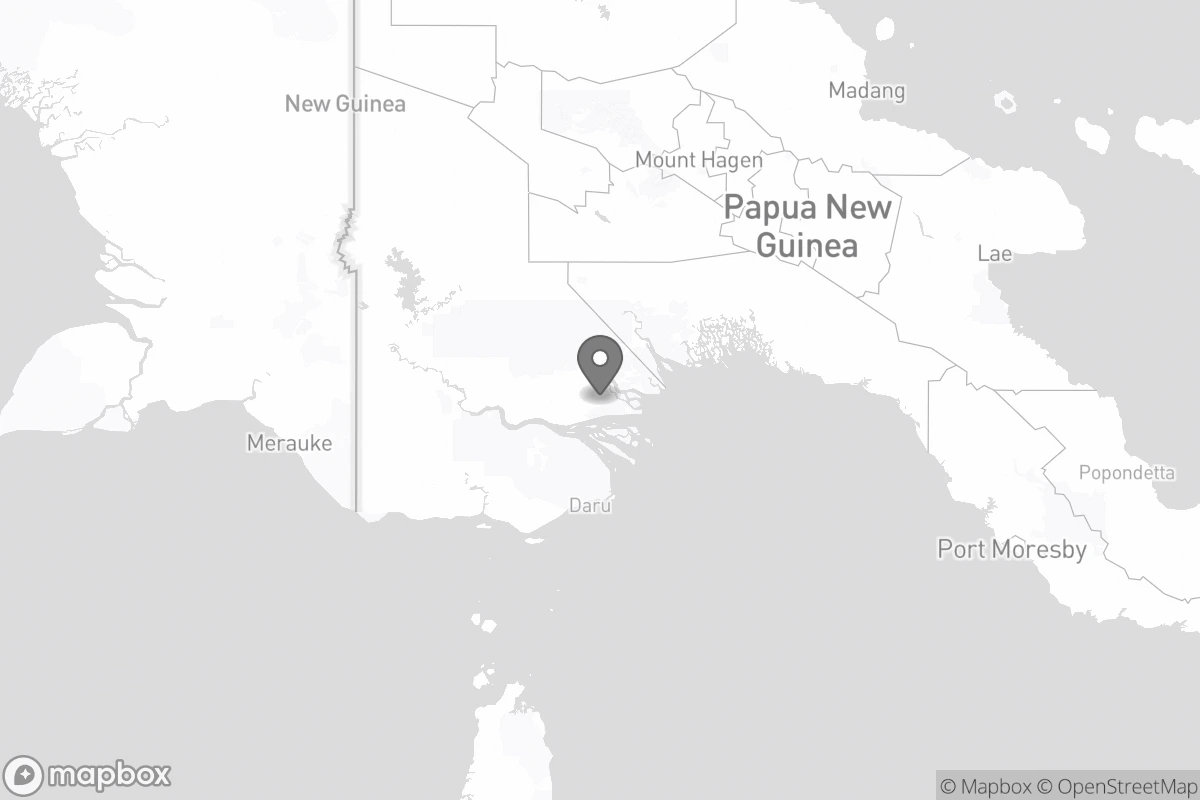 Madang
New Guinea
Mount Hagen
Papua New
Guinea
Lae
Merauke
Popondetta
Daru
Port Moresby
mapbox
© Mapbox © OpenStreetMap